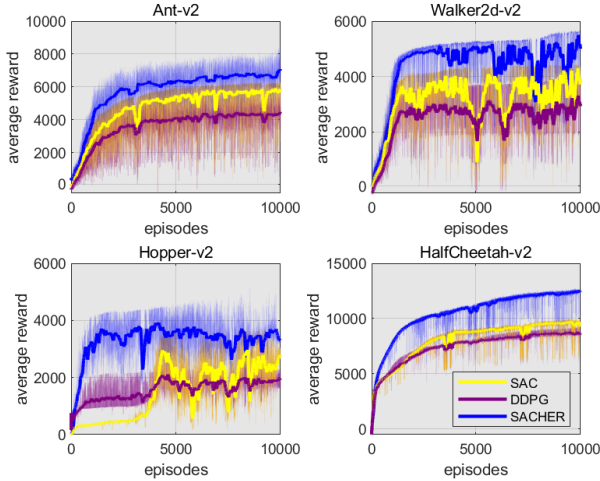 Ant-v2
10000
8000
6000
4000
2000
0
average reward
0 5000 10000
episodes
Walker2d-v2
6000
4000
2000
0
average reward
0 5000 10000
episodes
Hopper-v2
6000
4000
2000
0
average reward
0 5000 10000
episodes
HalfCheetah-v2
15000
10000
5000
0
average reward
0 5000 10000
episodes
SAC
DDPG
SACHER